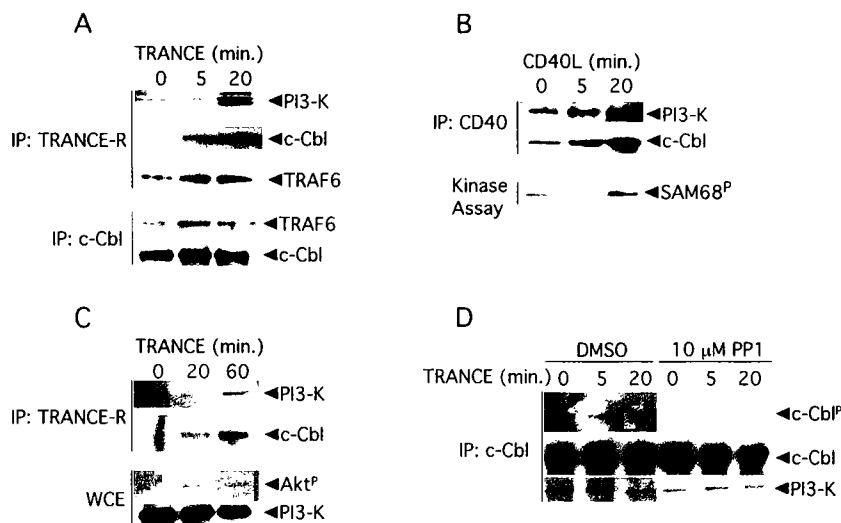 A
TRANCE (min.)
0 5 20
IP: TRANCE-R
◄PI3-K
◄c-Cbl
◄TRAF6
IP: c-Cbl
◄TRAF6
◄c-Cbl
B
CD40L (min.)
0 5 20
IP: CD40
◄PI3-K
◄c-Cbl
Kinase
Assay
◄SAM68P
C
TRANCE (min.)
0 20 60
IP: TRANCE-R
◄PI3-K
◄c-Cbl
WCE
◄AktP
◄PI3-K
D
DMSO 10 μM PP1
TRANCE (min.) 0 5 20 0 5 20
IP: c-Cbl
◄c-CblP
◄c-Cbl
◄PI3-K